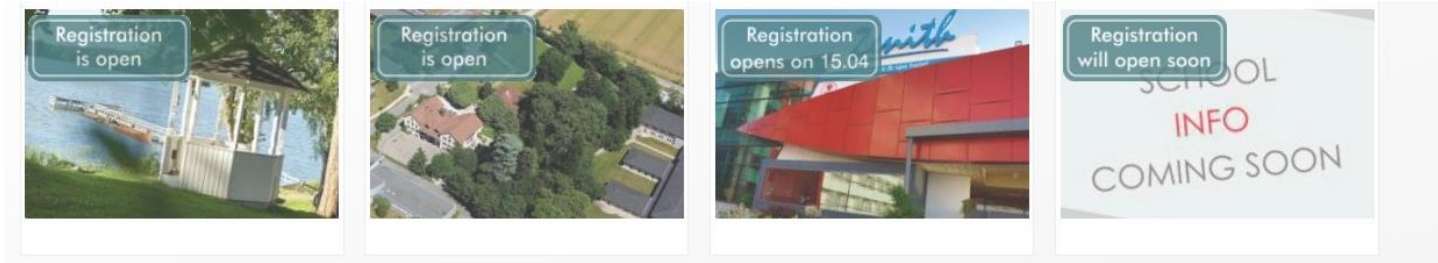 Registration
is open
Registration
is open
Registration
opens on 15.04
Registration
will open soon
SCHOOL
INFO
COMING SOON